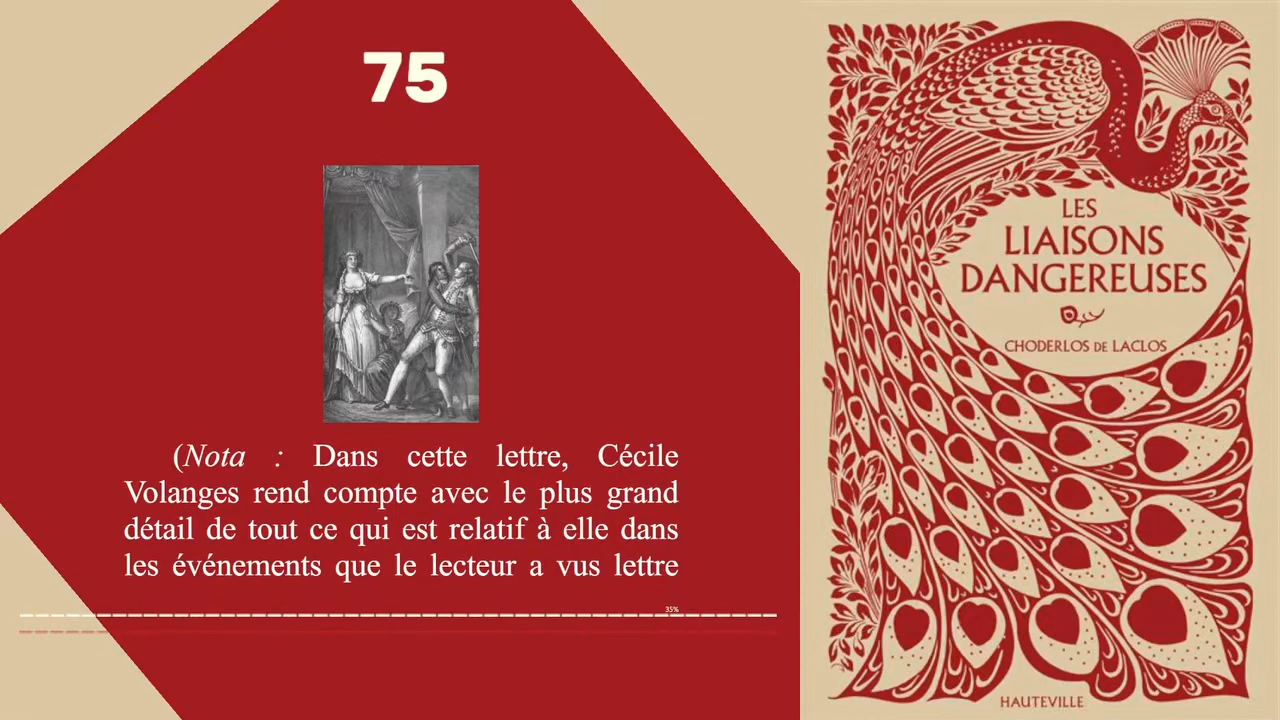 75
(Nota : Dans cette lettre, Cécile
Volanges rend compte avec le plus grand
détail de tout ce qui est relatif à elle dans
les événements que le lecteur a vus lettre
35%
LES
LIAISONS
DANGEREUSES
CHODERLOS DE LACLOS
HAUTEVILLE